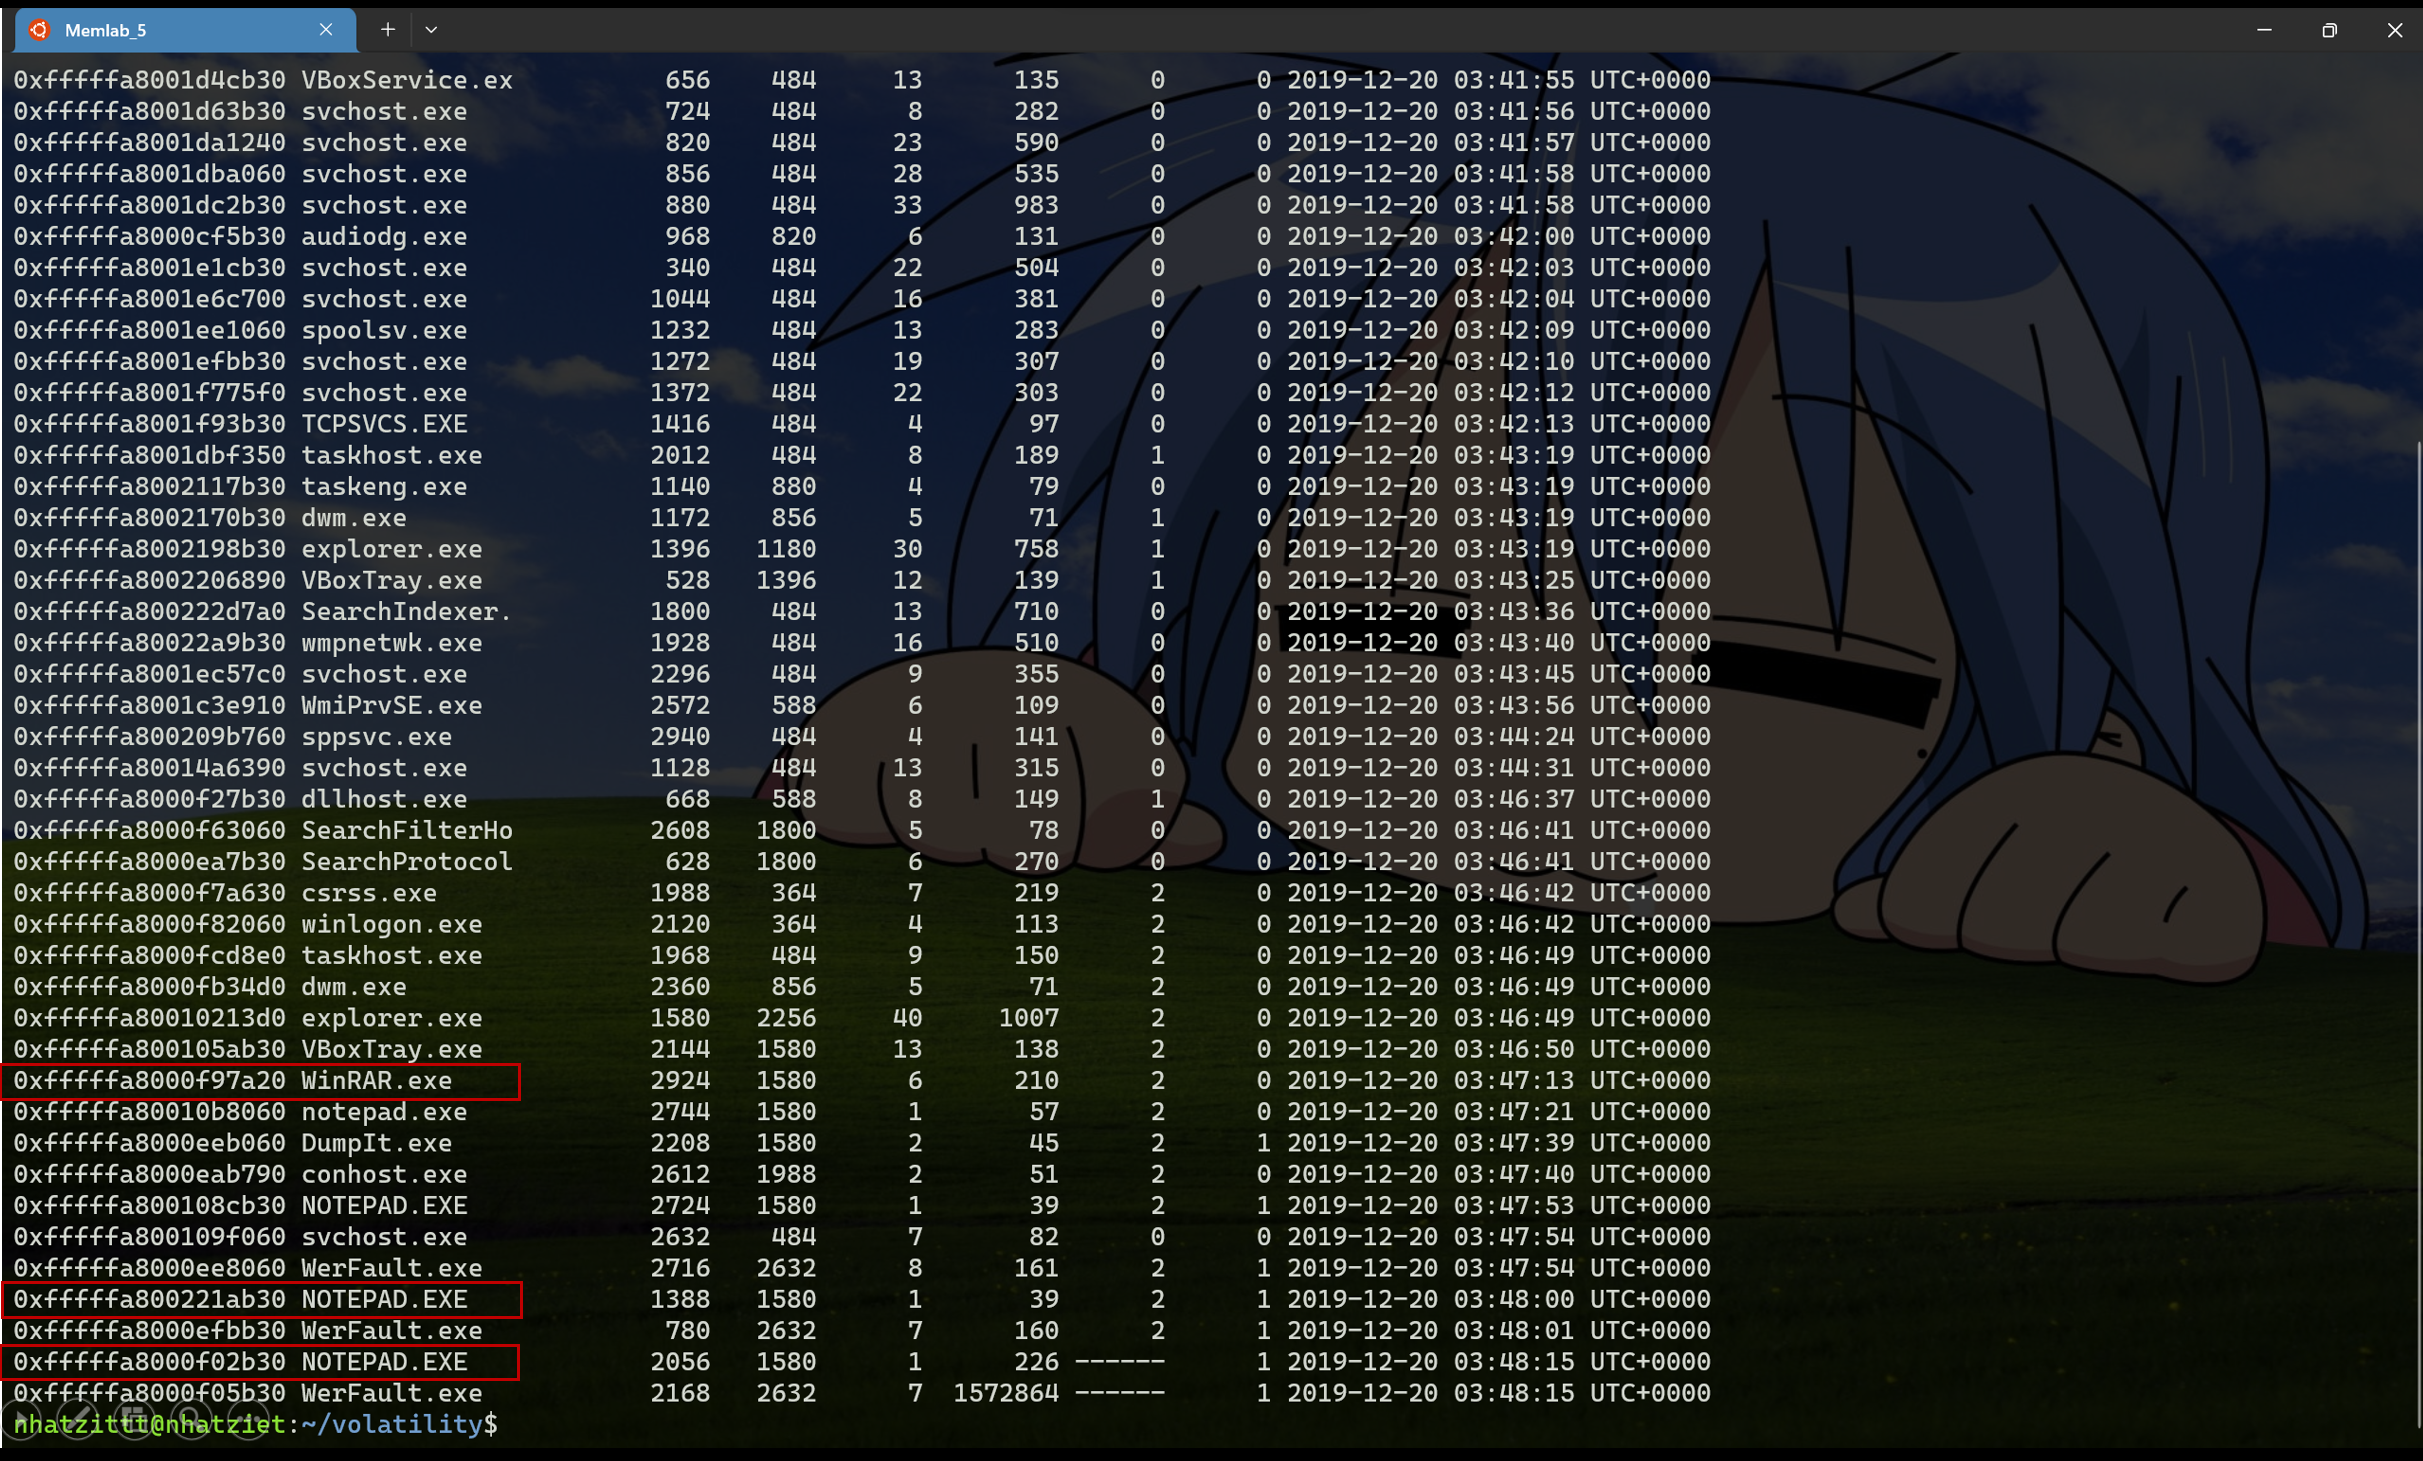 Memlab_5
0xfffffa8001d4cb30 VBoxService.ex 656 484 13 135 0 0 2019-12-20 03:41:55 UTC+0000
0xfffffa8001d63b30 svchost.exe 724 484 8 282 0 0 2019-12-20 03:41:56 UTC+0000
0xfffffa8001da1240 svchost.exe 820 484 23 590 0 0 2019-12-20 03:41:57 UTC+0000
0xfffffa8001dba060 svchost.exe 856 484 28 535 0 0 2019-12-20 03:41:58 UTC+0000
0xfffffa8001dc2b30 svchost.exe 880 484 33 983 0 0 2019-12-20 03:41:58 UTC+0000
0xfffffa8000cf5b30 audiodg.exe 968 820 6 131 0 0 2019-12-20 03:42:00 UTC+0000
0xfffffa8001e1cb30 svchost.exe 340 484 22 504 0 0 2019-12-20 03:42:03 UTC+0000
0xfffffa8001e6c700 svchost.exe 1044 484 16 381 0 0 2019-12-20 03:42:04 UTC+0000
0xfffffa8001ee1060 spoolsv.exe 1232 484 13 283 0 0 2019-12-20 03:42:09 UTC+0000
0xfffffa8001efbb30 svchost.exe 1272 484 19 307 0 0 2019-12-20 03:42:10 UTC+0000
0xfffffa8001f775f0 svchost.exe 1372 484 22 303 0 0 2019-12-20 03:42:12 UTC+0000
0xfffffa8001f93b30 TCPSVCS.EXE 1416 484 4 97 0 0 2019-12-20 03:42:13 UTC+0000
0xfffffa8001dbf350 taskhost.exe 2012 484 8 189 1 0 2019-12-20 03:43:19 UTC+0000
0xfffffa8002117b30 taskeng.exe 1140 880 4 79 0 0 2019-12-20 03:43:19 UTC+0000
0xfffffa8002170b30 dwm.exe 1172 856 5 71 1 0 2019-12-20 03:43:19 UTC+0000
0xfffffa8002198b30 explorer.exe 1396 1180 30 758 1 0 2019-12-20 03:43:19 UTC+0000
0xfffffa8002206890 VBoxTray.exe 528 1396 12 139 1 0 2019-12-20 03:43:25 UTC+0000
0xfffffa800222d7a0 SearchIndexer. 1800 484 13 710 0 0 2019-12-20 03:43:36 UTC+0000
0xfffffa80022a9b30 wmpnetwk.exe 1928 484 16 510 0 0 2019-12-20 03:43:40 UTC+0000
0xfffffa8001ec57c0 svchost.exe 2296 484 9 355 0 0 2019-12-20 03:43:45 UTC+0000
0xfffffa8001c3e910 WmiPrvSE.exe 2572 588 6 109 0 0 2019-12-20 03:43:56 UTC+0000
0xfffffa800209b760 sppsvc.exe 2940 484 4 141 0 0 2019-12-20 03:44:24 UTC+0000
0xfffffa80014a6390 svchost.exe 1128 484 13 315 0 0 2019-12-20 03:44:31 UTC+0000
0xfffffa8000f27b30 dllhost.exe 668 588 8 149 1 0 2019-12-20 03:46:37 UTC+0000
0xfffffa8000f63060 SearchFilterHo 2608 1800 5 78 0 0 2019-12-20 03:46:41 UTC+0000
0xfffffa8000ea7b30 SearchProtocol 628 1800 6 270 0 0 2019-12-20 03:46:41 UTC+0000
0xfffffa8000f7a630 csrss.exe 1988 364 7 219 2 0 2019-12-20 03:46:42 UTC+0000
0xfffffa8000f82060 winlogon.exe 2120 364 4 113 2 0 2019-12-20 03:46:42 UTC+0000
0xfffffa8000fcd8e0 taskhost.exe 1968 484 9 150 2 0 2019-12-20 03:46:49 UTC+0000
0xfffffa8000fb34d0 dwm.exe 2360 856 5 71 2 0 2019-12-20 03:46:49 UTC+0000
0xfffffa80010213d0 explorer.exe 1580 2256 40 1007 2 0 2019-12-20 03:46:49 UTC+0000
0xfffffa800105ab30 VBoxTray.exe 2144 1580 13 138 2 0 2019-12-20 03:46:50 UTC+0000
0xfffffa8000f97a20 WinRAR.exe 2924 1580 6 210 2 0 2019-12-20 03:47:13 UTC+0000
0xfffffa80010b8060 notepad.exe 2744 1580 1 57 2 0 2019-12-20 03:47:21 UTC+0000
0xfffffa8000eeb060 DumpIt.exe 2208 1580 2 45 2 1 2019-12-20 03:47:39 UTC+0000
0xfffffa8000eab790 conhost.exe 2612 1988 2 51 2 0 2019-12-20 03:47:40 UTC+0000
0xfffffa800108cb30 NOTEPAD.EXE 2724 1580 1 39 2 1 2019-12-20 03:47:53 UTC+0000
0xfffffa800109f060 svchost.exe 2632 484 7 82 0 0 2019-12-20 03:47:54 UTC+0000
0xfffffa8000ee8060 WerFault.exe 2716 2632 8 161 2 1 2019-12-20 03:47:54 UTC+0000
0xfffffa800221ab30 NOTEPAD.EXE 1388 1580 1 39 2 1 2019-12-20 03:48:00 UTC+0000
0xfffffa8000efbb30 WerFault.exe 780 2632 7 160 2 1 2019-12-20 03:48:01 UTC+0000
0xfffffa8000f02b30 NOTEPAD.EXE 2056 1580 1 226 ------ 1 2019-12-20 03:48:15 UTC+0000
0xfffffa8000f05b30 WerFault.exe 2168 2632 7 1572864 ------ 1 2019-12-20 03:48:15 UTC+0000
nhatzittt@nhatziet:~/volatility$